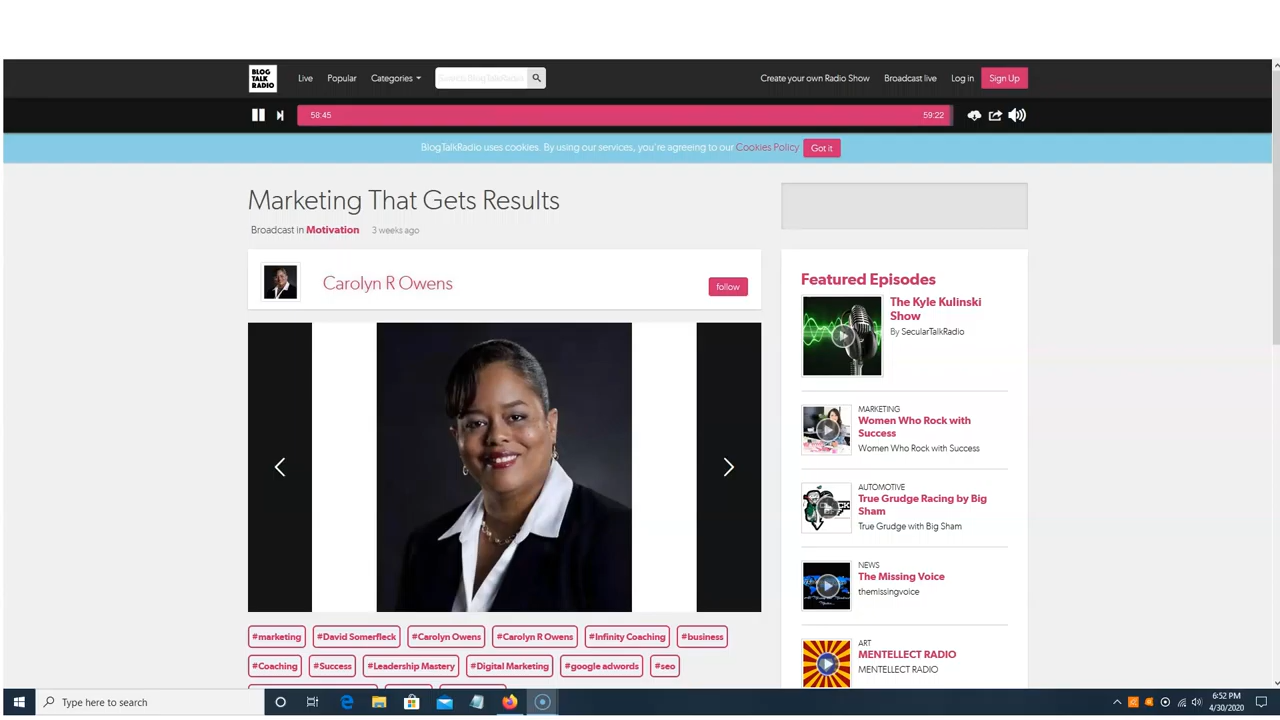 BLOG
TALK
RADIO
Live
Popular
Categories
Search BlogTalkRadio
Create your own Radio Show
Broadcast live
Log in
Sign Up
58:45
59:22
BlogTalkRadio uses cookies. By using our services, you're agreeing to our Cookies Policy
Got it
Marketing That Gets Results
Broadcast in Motivation 3 weeks ago
Carolyn R Owens
follow
#marketing
#David Somerfleck
#Carolyn Owens
#Carolyn R Owens
#Infinity Coaching
#business
#Coaching
#Success
#Leadership Mastery
#Digital Marketing
#google adwords
#seo
Featured Episodes
The Kyle Kulinski
Show
By SecularTalkRadio
MARKETING
Women Who Rock with
Success
Women Who Rock with Success
AUTOMOTIVE
True Grudge Racing by Big
Sham
True Grudge with Big Sham
NEWS
The Missing Voice
themissingvoice
ART
MENTELLECT RADIO
MENTELLECT RADIO
Type here to search
6:52 PM
4/30/2020